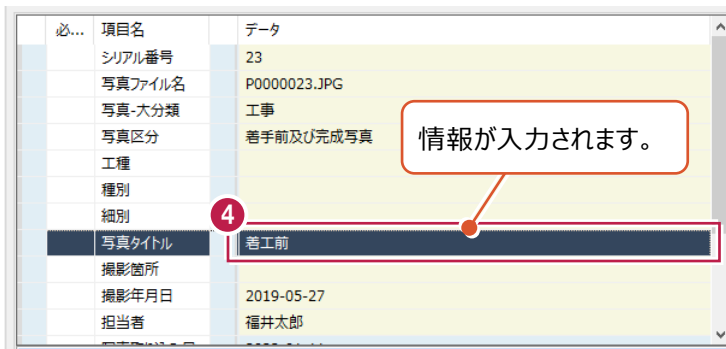 必... 項目名 データ
シリアル番号 23
写真ファイル名 P0000023.JPG
写真-大分類 工事
写真区分 着手前及び完成写真
情報が入力されます。
工種
種別
細別
4
写真タイトル 着工前
撮影箇所
撮影年月日 2019-05-27
担当者 福井太郎